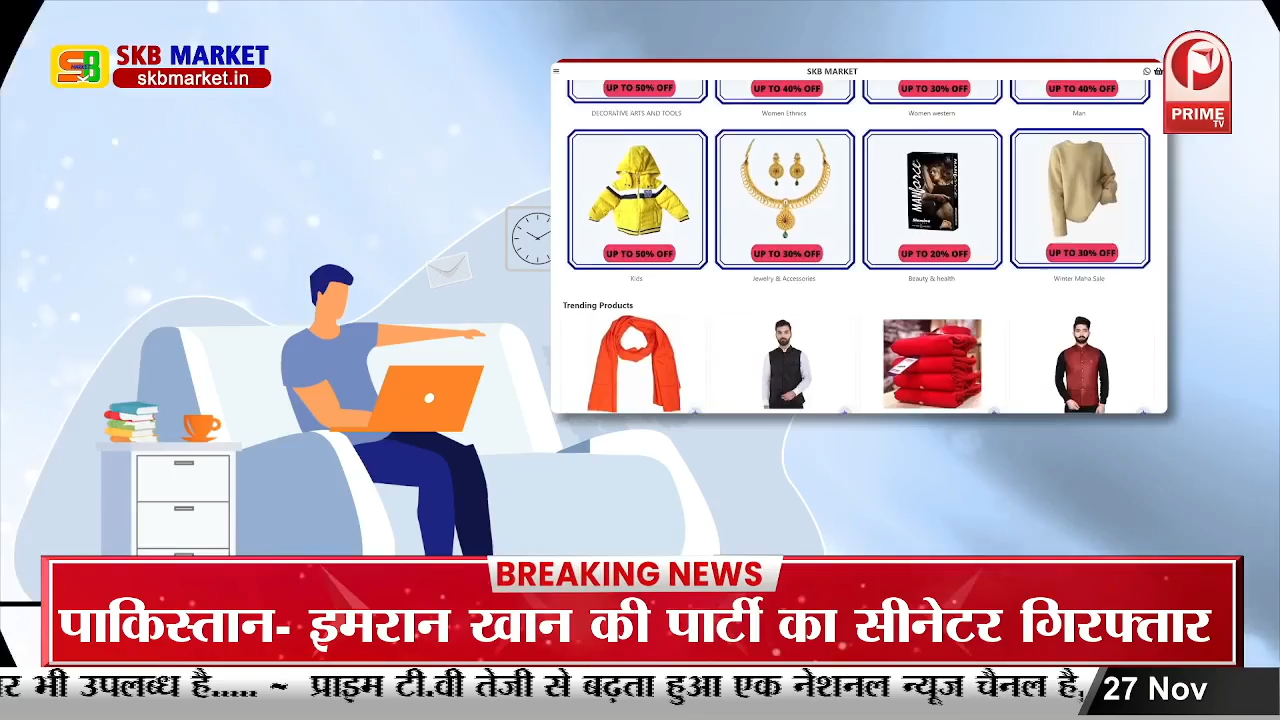 SKB MARKET
skbmarket.in
SKB MARKET
PRIME
TV
UP TO 50% OFF
UP TO 40% OFF
UP TO 30% OFF
UP TO 40% OFF
DECORATIVE ARTS AND TOOLS
Women Ethnics
Women western
Man
MANforce
UP TO 50% OFF
UP TO 30% OFF
UP TO 20% OFF
UP TO 30% OFF
Kids
Jewelry & Accessories
Beauty & health
Winter Maha Sale
Trending Products
BREAKING NEWS
पाकिस्तान- इमरान खान की पार्टी का सीनेटर गिरफ्तार
र भी उपलब्ध है..... ~ प्राइम टी.वी तेजी से बढ़ता हुआ एक नेशनल न्यूज चैनल है,
27 Nov